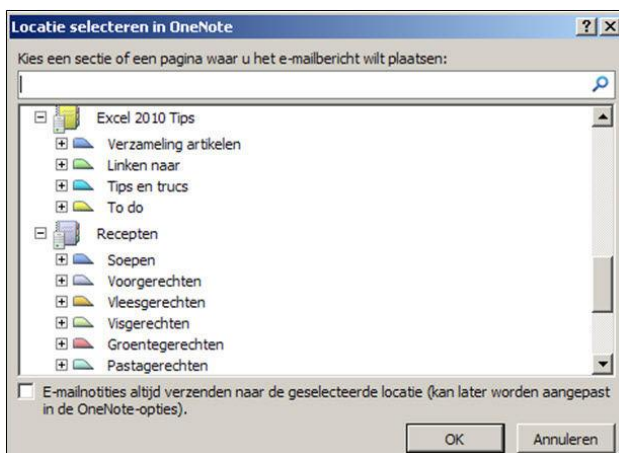 Locatie selecteren in OneNote
Kies een sectie of een pagina waar u het e-mailbericht wilt plaatsen:
Excel 2010 Tips
Verzameling artikelen
Linken naar
Tips en trucs
To do
Recepten
Soepen
Voorgerechten
Vleesgerechten
Visgerechten
Groentegerechten
Pastagerechten
E-mailnotities altijd verzenden naar de geselecteerde locatie (kan later worden aangepast
in de OneNote-opties).
OK Annuleren